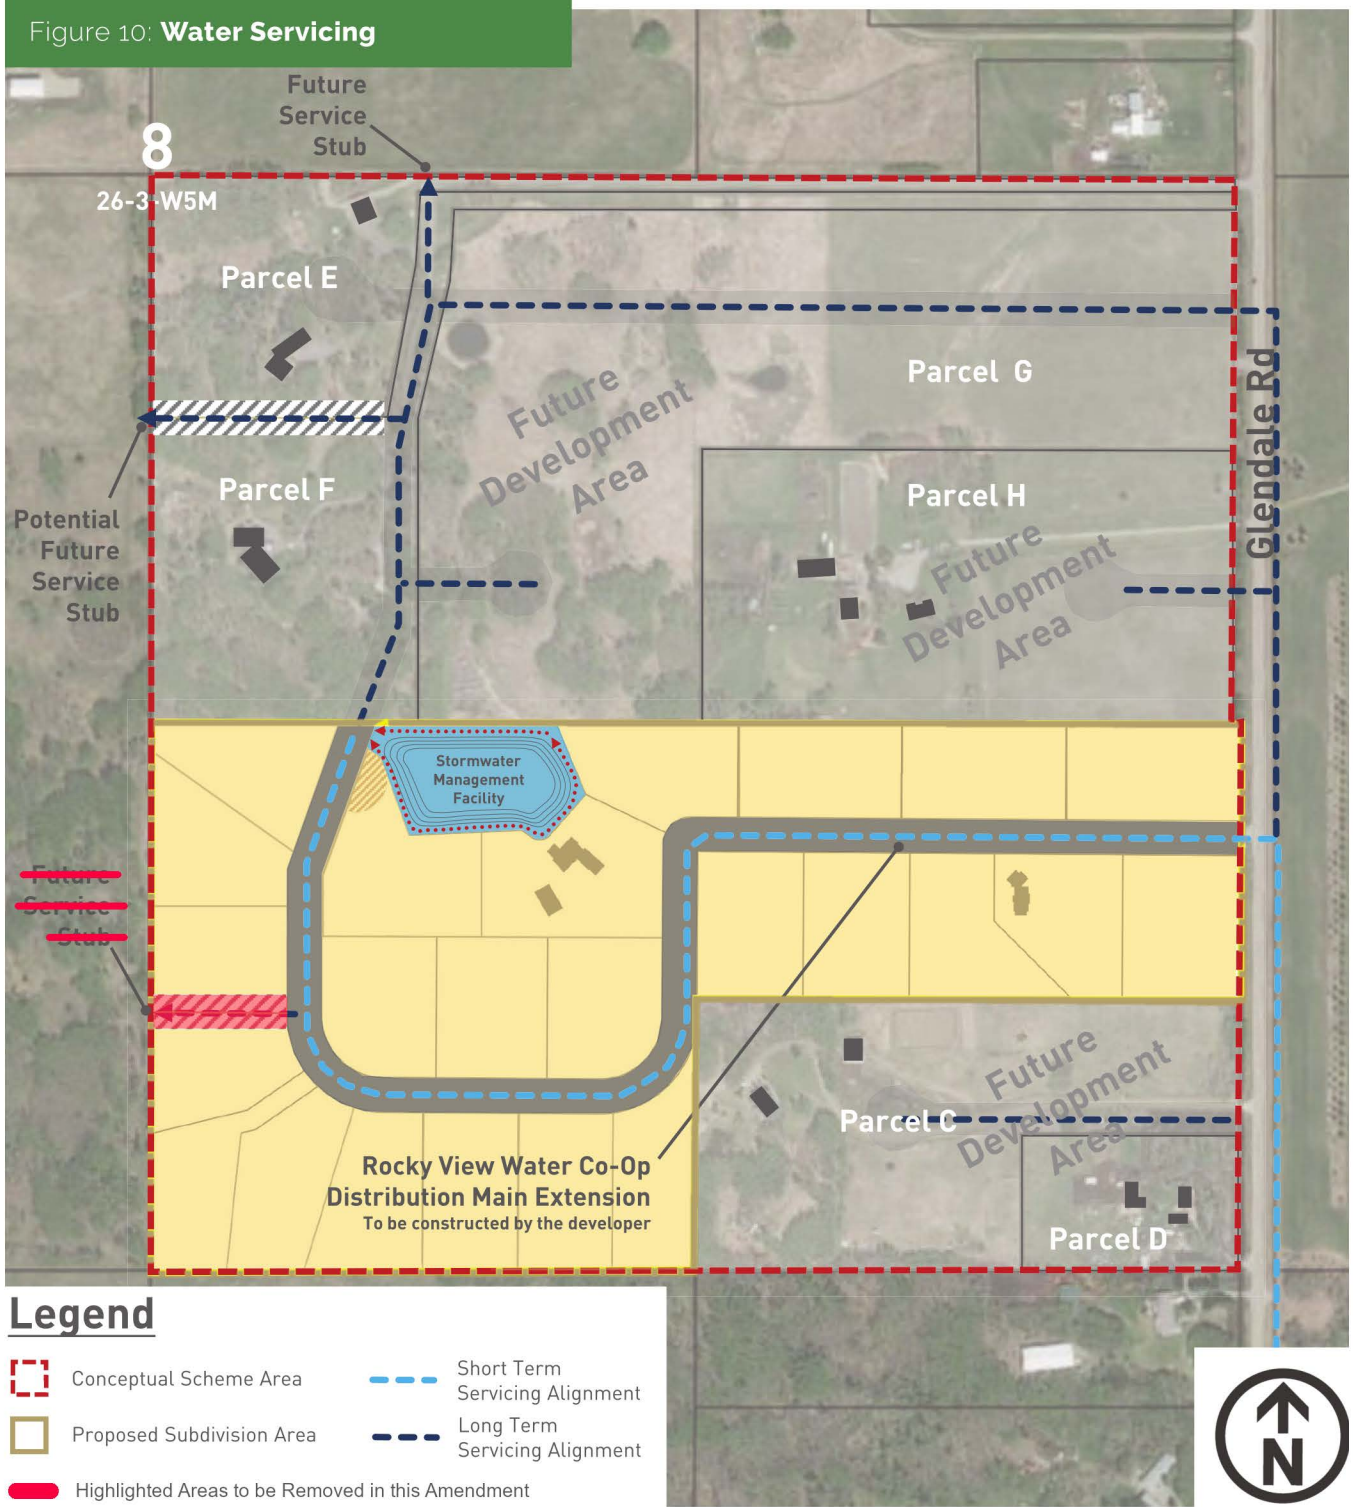 Figure 10: Water Servicing
Future
Service
Stub
8
26-3-W5M
Parcel E
Parcel G
Glendale Rd
Future
Development
Area
Parcel F
Parcel H
Potential
Future
Service
Stub
Future
Development
Area
Stormwater
Management
Facility
Future
Service
Stub
Future
Development
Area
Parcel C
Rocky View Water Co-Op
Distribution Main Extension
To be constructed by the developer
Parcel D
Legend
Conceptual Scheme Area
Short Term
Servicing Alignment
Proposed Subdivision Area
Long Term
Servicing Alignment
Highlighted Areas to be Removed in this Amendment
N